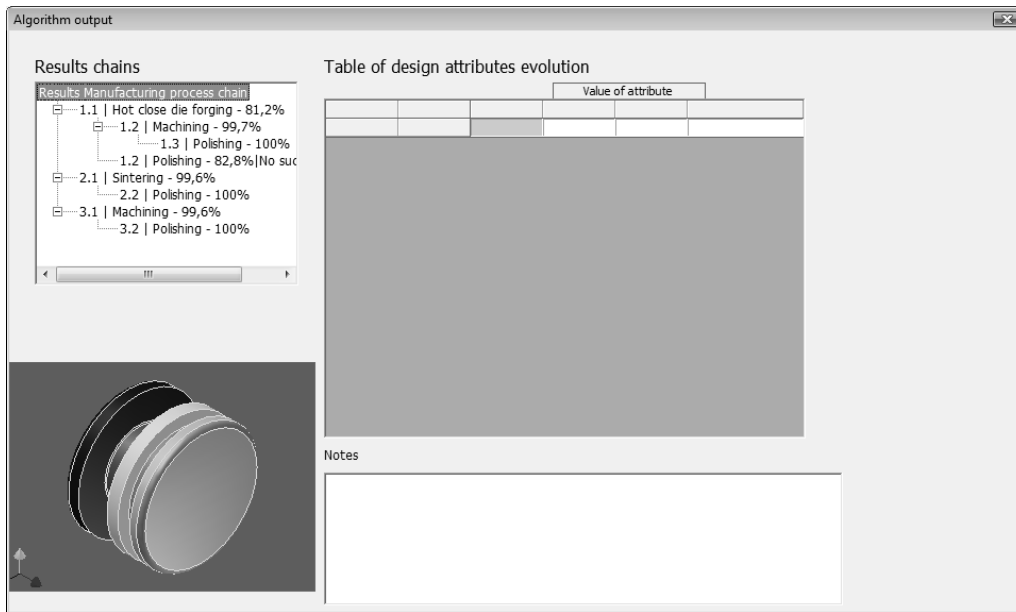 Algorithm output
Results chains
Results Manufacturing process chain
1.1 | Hot close die forging - 81,2%
1.2 | Machining - 99,7%
1.3 | Polishing - 100%
1.2 | Polishing - 82,8%|No suc
2.1 | Sintering - 99,6%
2.2 | Polishing - 100%
3.1 | Machining - 99,6%
3.2 | Polishing - 100%
Table of design attributes evolution
Value of attribute
Notes